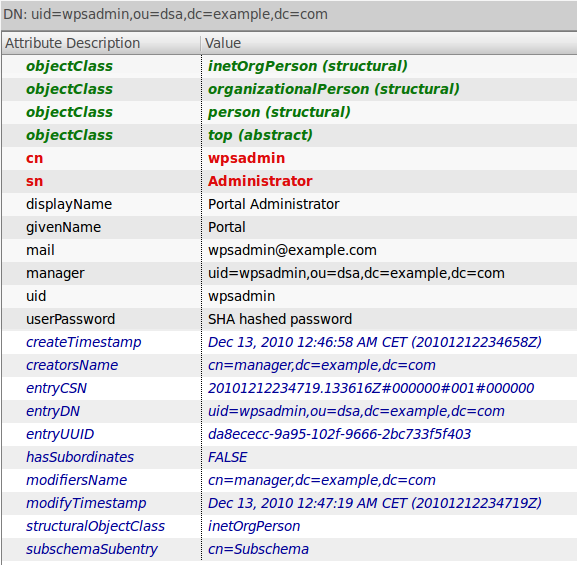 DN: uid=wpsadmin,ou=dsa,dc=example,dc=com
Attribute Description Value
objectClass inetOrgPerson (structural)
objectClass organizationalPerson (structural)
objectClass person (structural)
objectClass top (abstract)
cn wpsadmin
sn Administrator
displayName Portal Administrator
givenName Portal
mail wpsadmin@example.com
manager uid=wpsadmin,ou=dsa,dc=example,dc=com
uid wpsadmin
userPassword SHA hashed password
createTimestamp Dec 13, 2010 12:46:58 AM CET (20101212234658Z)
creatorsName cn=manager,dc=example,dc=com
entryCSN 20101212234719.133616Z#000000#001#000000
entryDN uid=wpsadmin,ou=dsa,dc=example,dc=com
entryUUID da8ececc-9a95-102f-9666-2bc733f5f403
hasSubordinates FALSE
modifiersName cn=manager,dc=example,dc=com
modifyTimestamp Dec 13, 2010 12:47:19 AM CET (20101212234719Z)
structuralObjectClass inetOrgPerson
subschemaSubentry cn=Subschema